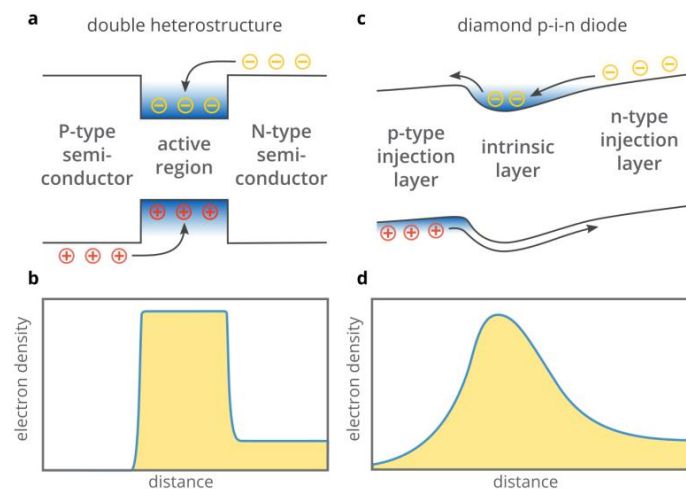 a double heterostructure
P-type semi-conductor
active region
N-type semi-conductor
c diamond p-i-n diode
p-type injection layer
intrinsic layer
n-type injection layer
b
electron density
distance
d
electron density
distance